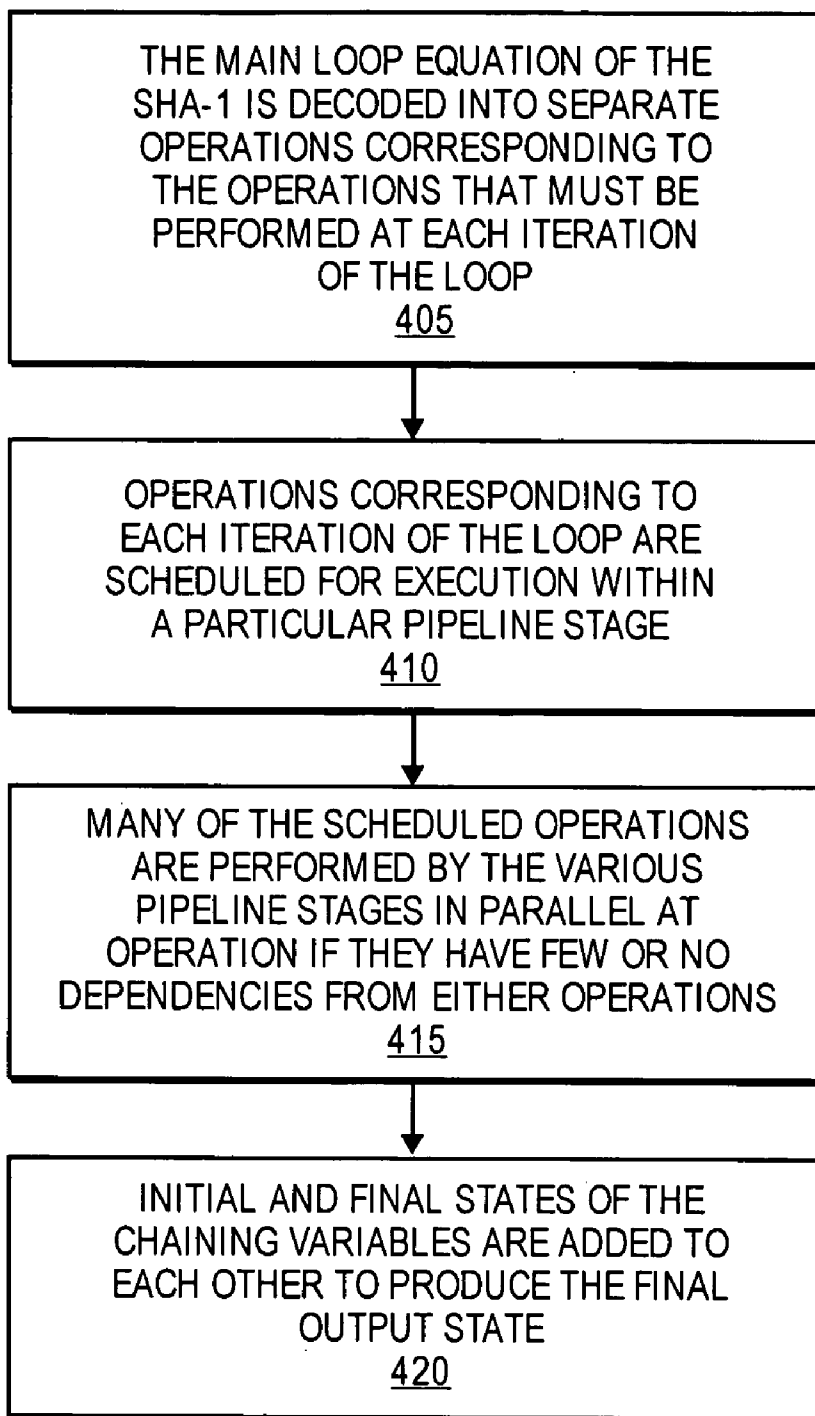 THE MAIN LOOP EQUATION OF THE
SHA-1 IS DECODED INTO SEPARATE
OPERATIONS CORRESPONDING TO
THE OPERATIONS THAT MUST BE
PERFORMED AT EACH ITERATION
OF THE LOOP
405
OPERATIONS CORRESPONDING TO
EACH ITERATION OF THE LOOP ARE
SCHEDULED FOR EXECUTION WITHIN
A PARTICULAR PIPELINE STAGE
410
MANY OF THE SCHEDULED OPERATIONS
ARE PERFORMED BY THE VARIOUS
PIPELINE STAGES IN PARALLEL AT
OPERATION IF THEY HAVE FEW OR NO
DEPENDENCIES FROM EITHER OPERATIONS
415
INITIAL AND FINAL STATES OF THE
CHAINING VARIABLES ARE ADDED TO
EACH OTHER TO PRODUCE THE FINAL
OUTPUT STATE
420